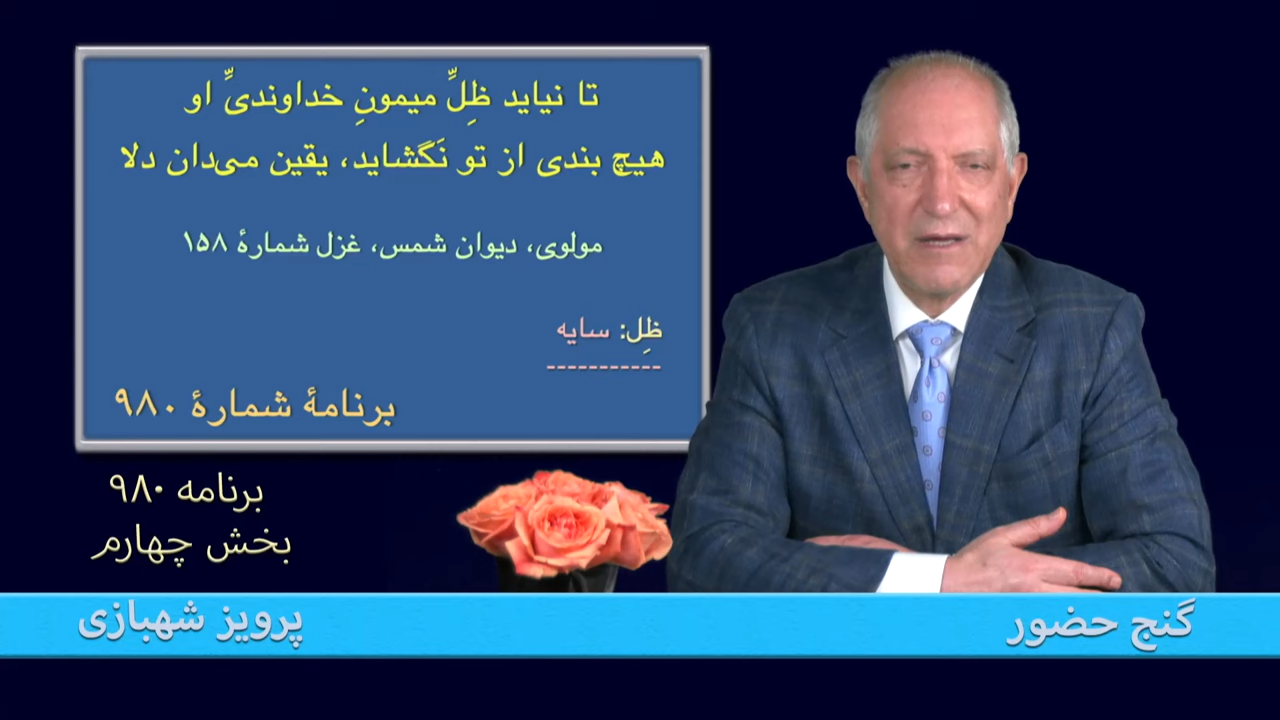 تا نیاید ظِلِّ میمونِ خداوندیِّ او
هیچ بندی از تو نَگشاید، یقین می‌دان دلا
مولوی، دیوان شمس، غزل شمارهٔ ۱۵۸
ظِل: سایه
-----------
برنامهٔ شمارهٔ ۹۸۰
برنامه ۹۸۰
بخش چهارم
گنج حضور
پرویز شهبازی